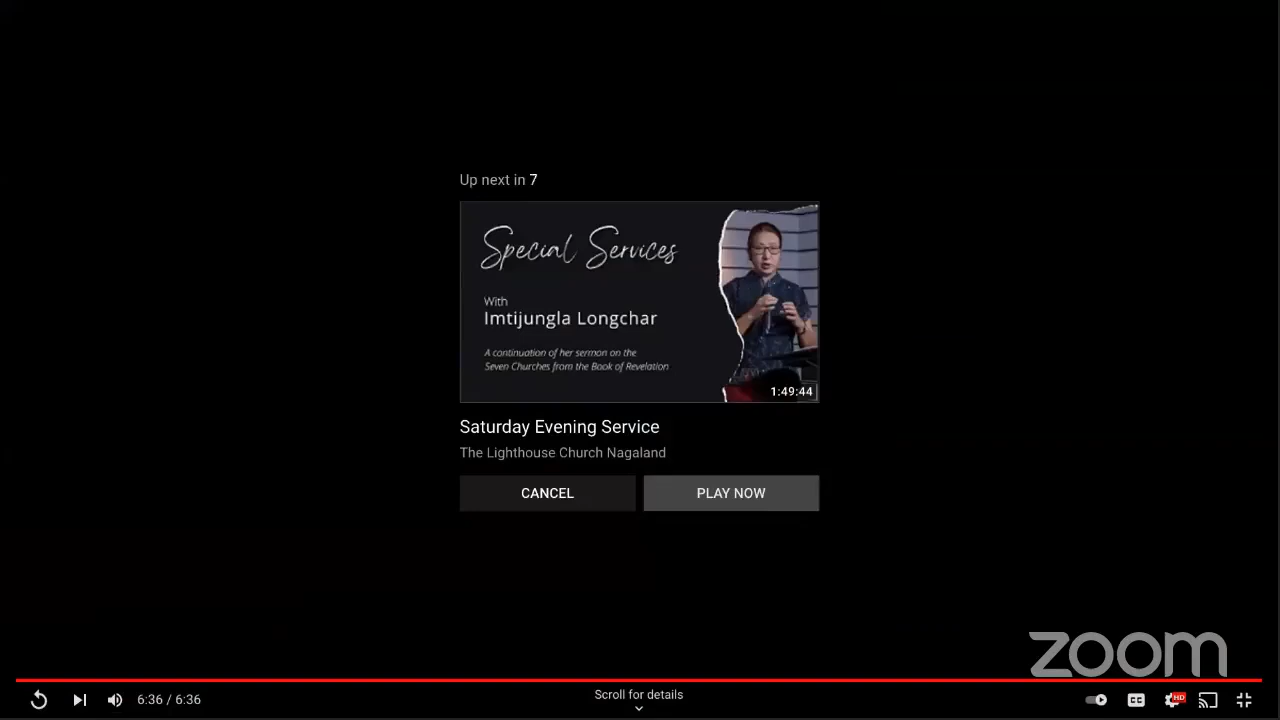 Up next in 7
Special Services
With
Imtijungla Longchar
A continuation of her sermon on the
Seven Churches from the Book of Revelation
1:49:44
Saturday Evening Service
The Lighthouse Church Nagaland
CANCEL
PLAY NOW
zoom
6:36 / 6:36
Scroll for details
CC
HD